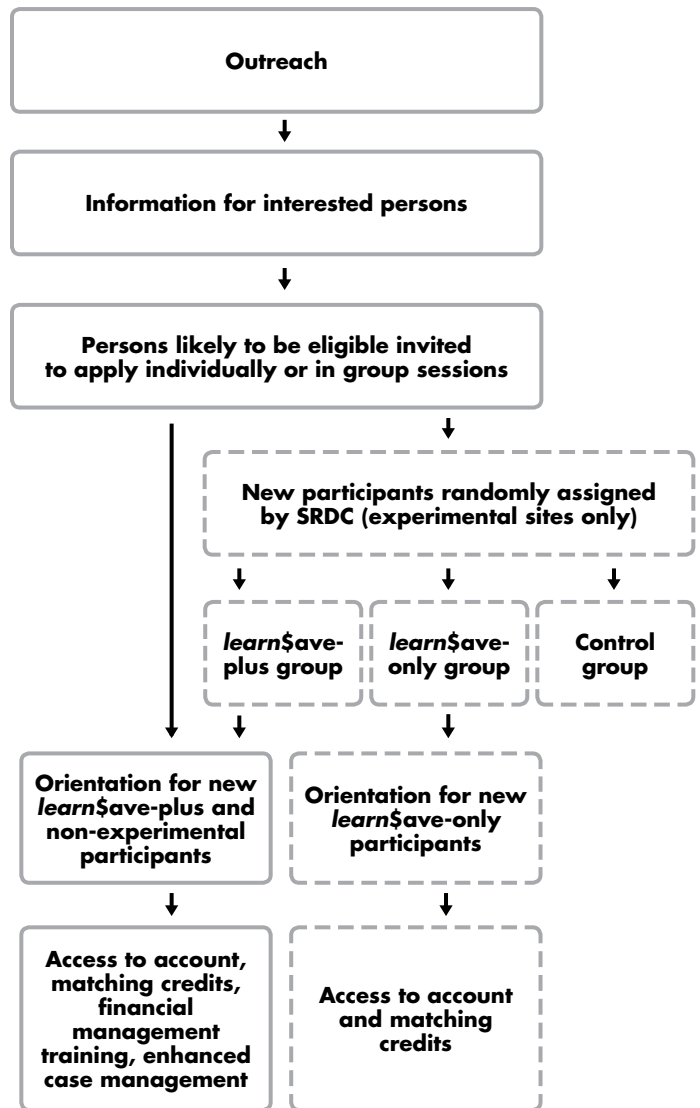 Outreach
Information for interested persons
Persons likely to be eligible invited
to apply individually or in group sessions
New participants randomly assigned
by SRDC (experimental sites only)
learn$ave-
plus group
learn$ave-
only group
Control
group
Orientation for new
learn$ave-plus and
non-experimental
participants
Orientation for new
learn$ave-only
participants
Access to account,
matching credits,
financial
management
training, enhanced
case management
Access to account
and matching
credits